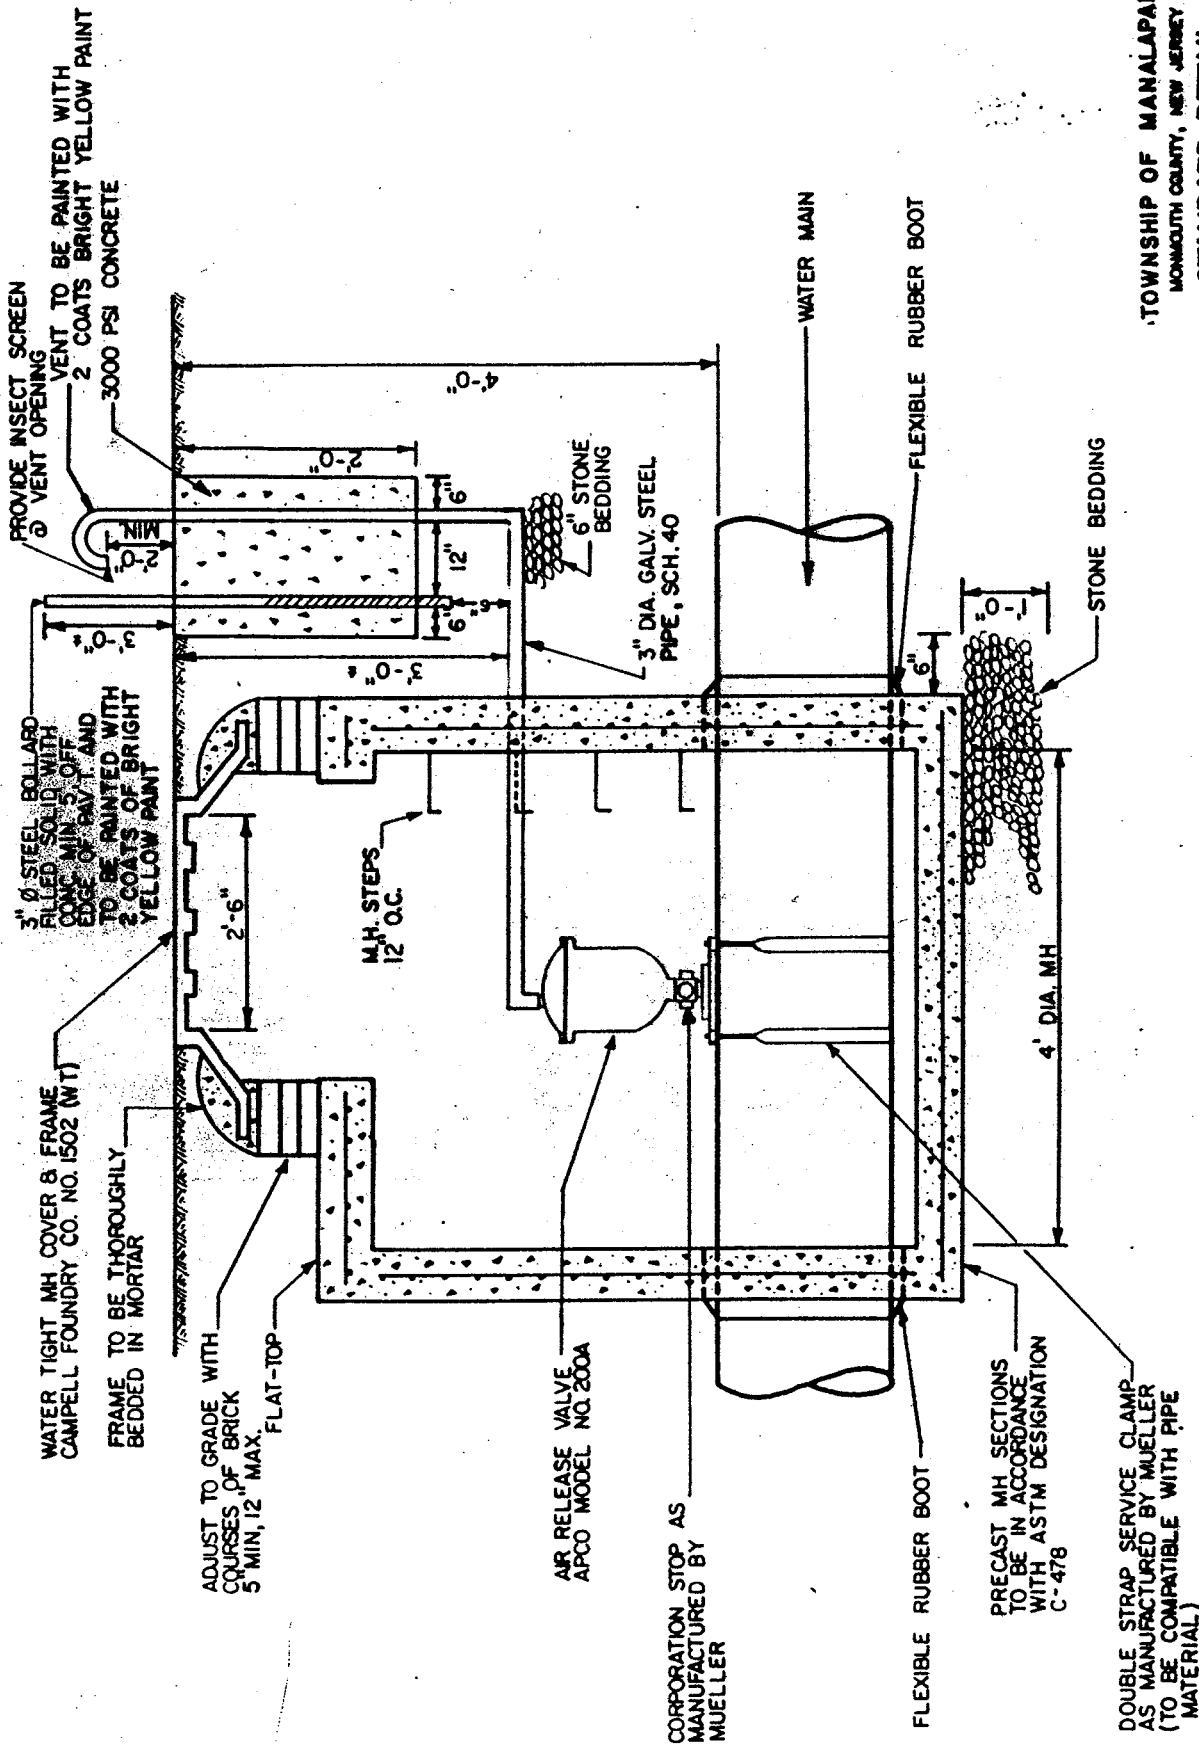 PROVIDE INSECT SCREEN
@ VENT OPENING
VENT TO BE PAINTED WITH
2 COATS BRIGHT YELLOW PAINT
3000 PSI CONCRETE
3" Ø STEEL BOLLARD
FILLED SOLID WITH
CONC. MIN. 5' OFF
EDGE OF PAV'T. AND
TO BE PAINTED WITH
2 COATS OF BRIGHT
YELLOW PAINT
WATER TIGHT MH COVER & FRAME
CAMPELL FOUNDRY CO. NO. 1502 (WT)
FRAME TO BE THOROUGHLY
BEDDED IN MORTAR
ADJUST TO GRADE WITH
COURSES OF BRICK
5" MIN, 12" MAX.
FLAT-TOP
2'-6"
3'-0"±
2'-0"
MIN.
2'-0"
3'-0"±
4'-0"
6"
12"
6"
6"
M.H. STEPS
12" O.C.
6" STONE
BEDDING
3" DIA. GALV. STEEL
PIPE, SCH. 40
AIR RELEASE VALVE
APCO MODEL NO. 200A
CORPORATION STOP AS
MANUFACTURED BY
MUELLER
WATER MAIN
FLEXIBLE RUBBER BOOT
FLEXIBLE RUBBER BOOT
6"
1'-0"
STONE BEDDING
4' DIA. MH
PRECAST MH SECTIONS
TO BE IN ACCORDANCE
WITH ASTM DESIGNATION
C-478
DOUBLE STRAP SERVICE CLAMP
AS MANUFACTURED BY MUELLER
(TO BE COMPATIBLE WITH PIPE
MATERIAL)
TOWNSHIP OF MANALAPA
MONMOUTH COUNTY, NEW JERSEY